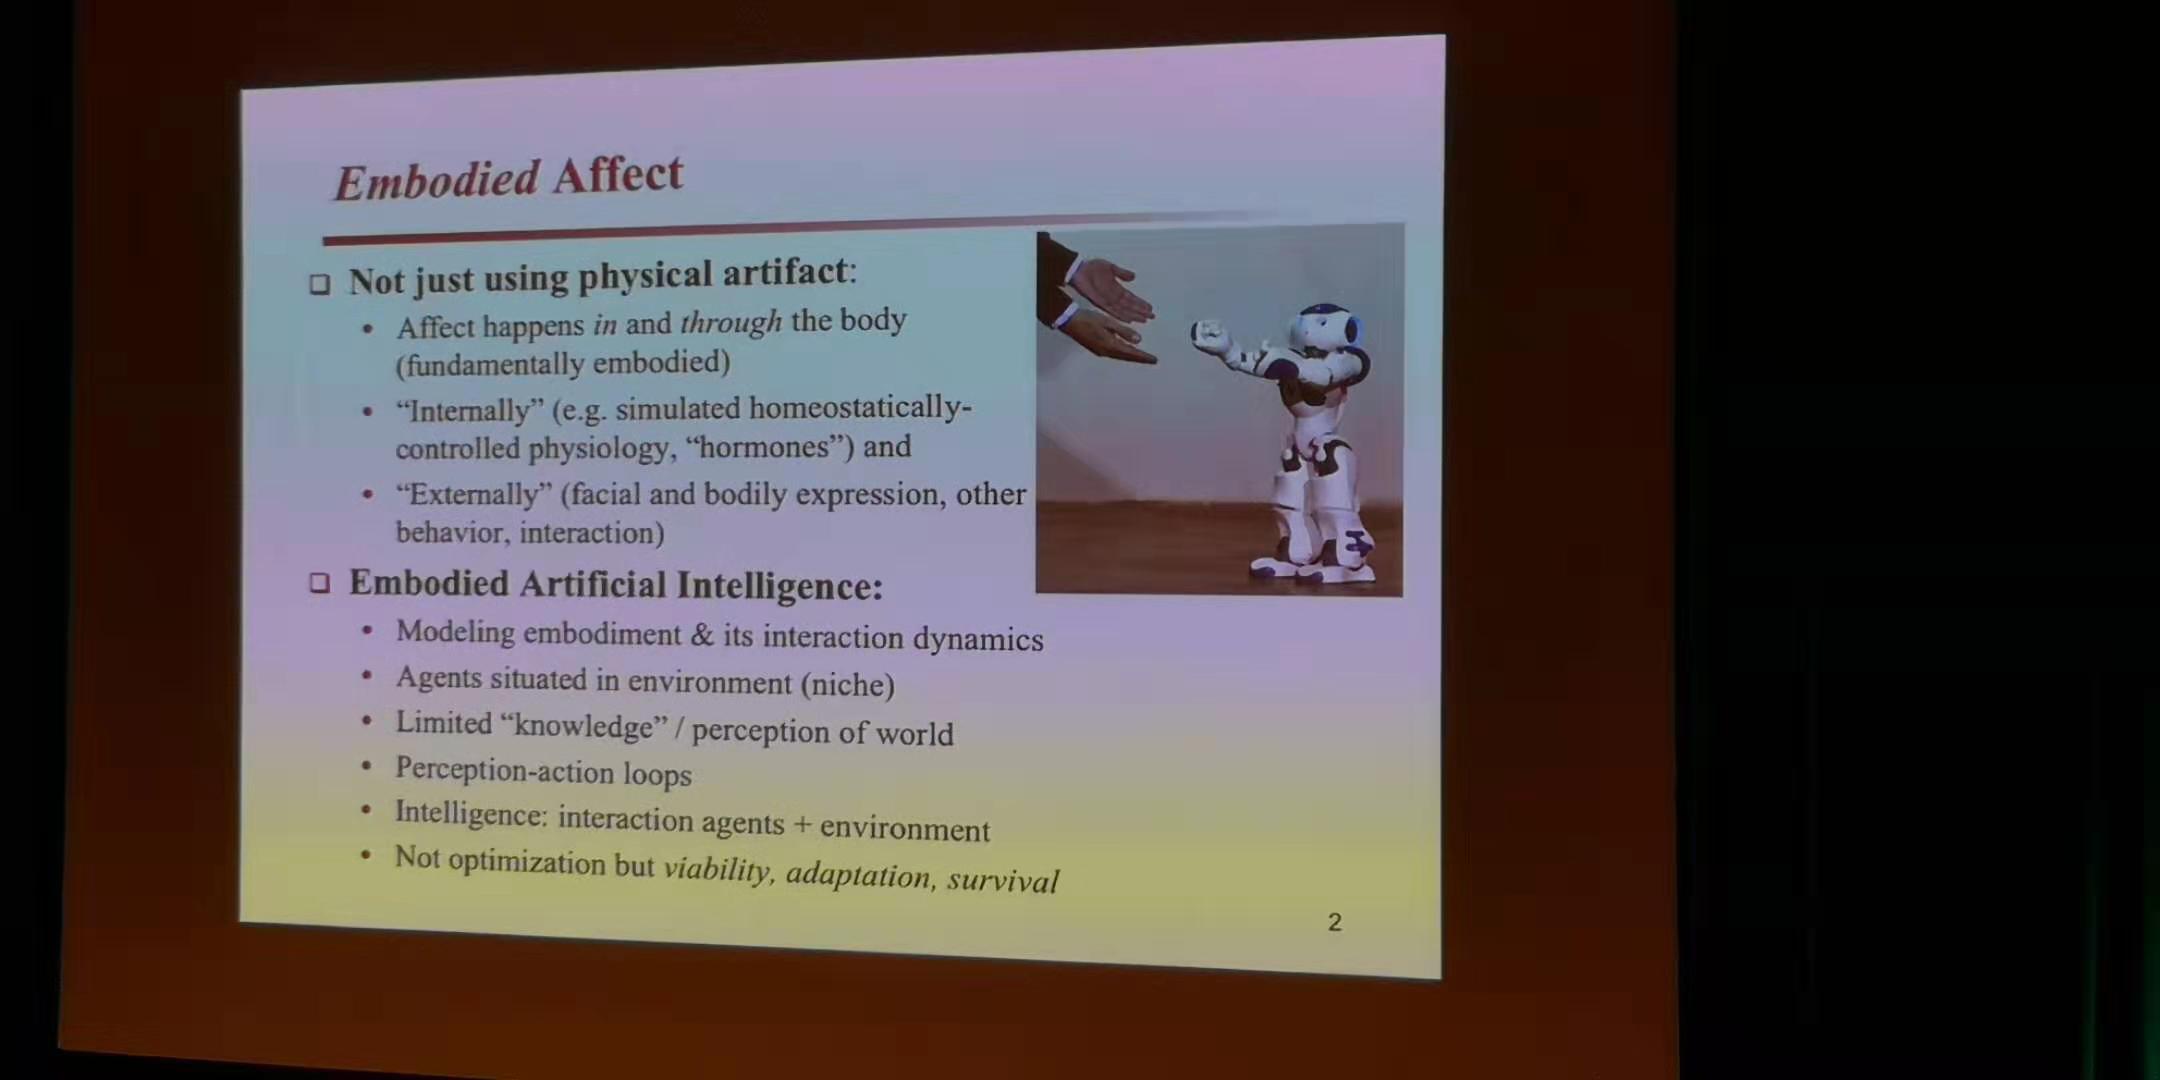 Embodied Affect
❑ Not just using physical artifact:
• Affect happens in and through the body
(fundamentally embodied)
• “Internally” (e.g. simulated homeostatically-
controlled physiology, “hormones”) and
• “Externally” (facial and bodily expression, other
behavior, interaction)
❑ Embodied Artificial Intelligence:
• Modeling embodiment & its interaction dynamics
• Agents situated in environment (niche)
• Limited “knowledge” / perception of world
• Perception-action loops
• Intelligence: interaction agents + environment
• Not optimization but viability, adaptation, survival
2